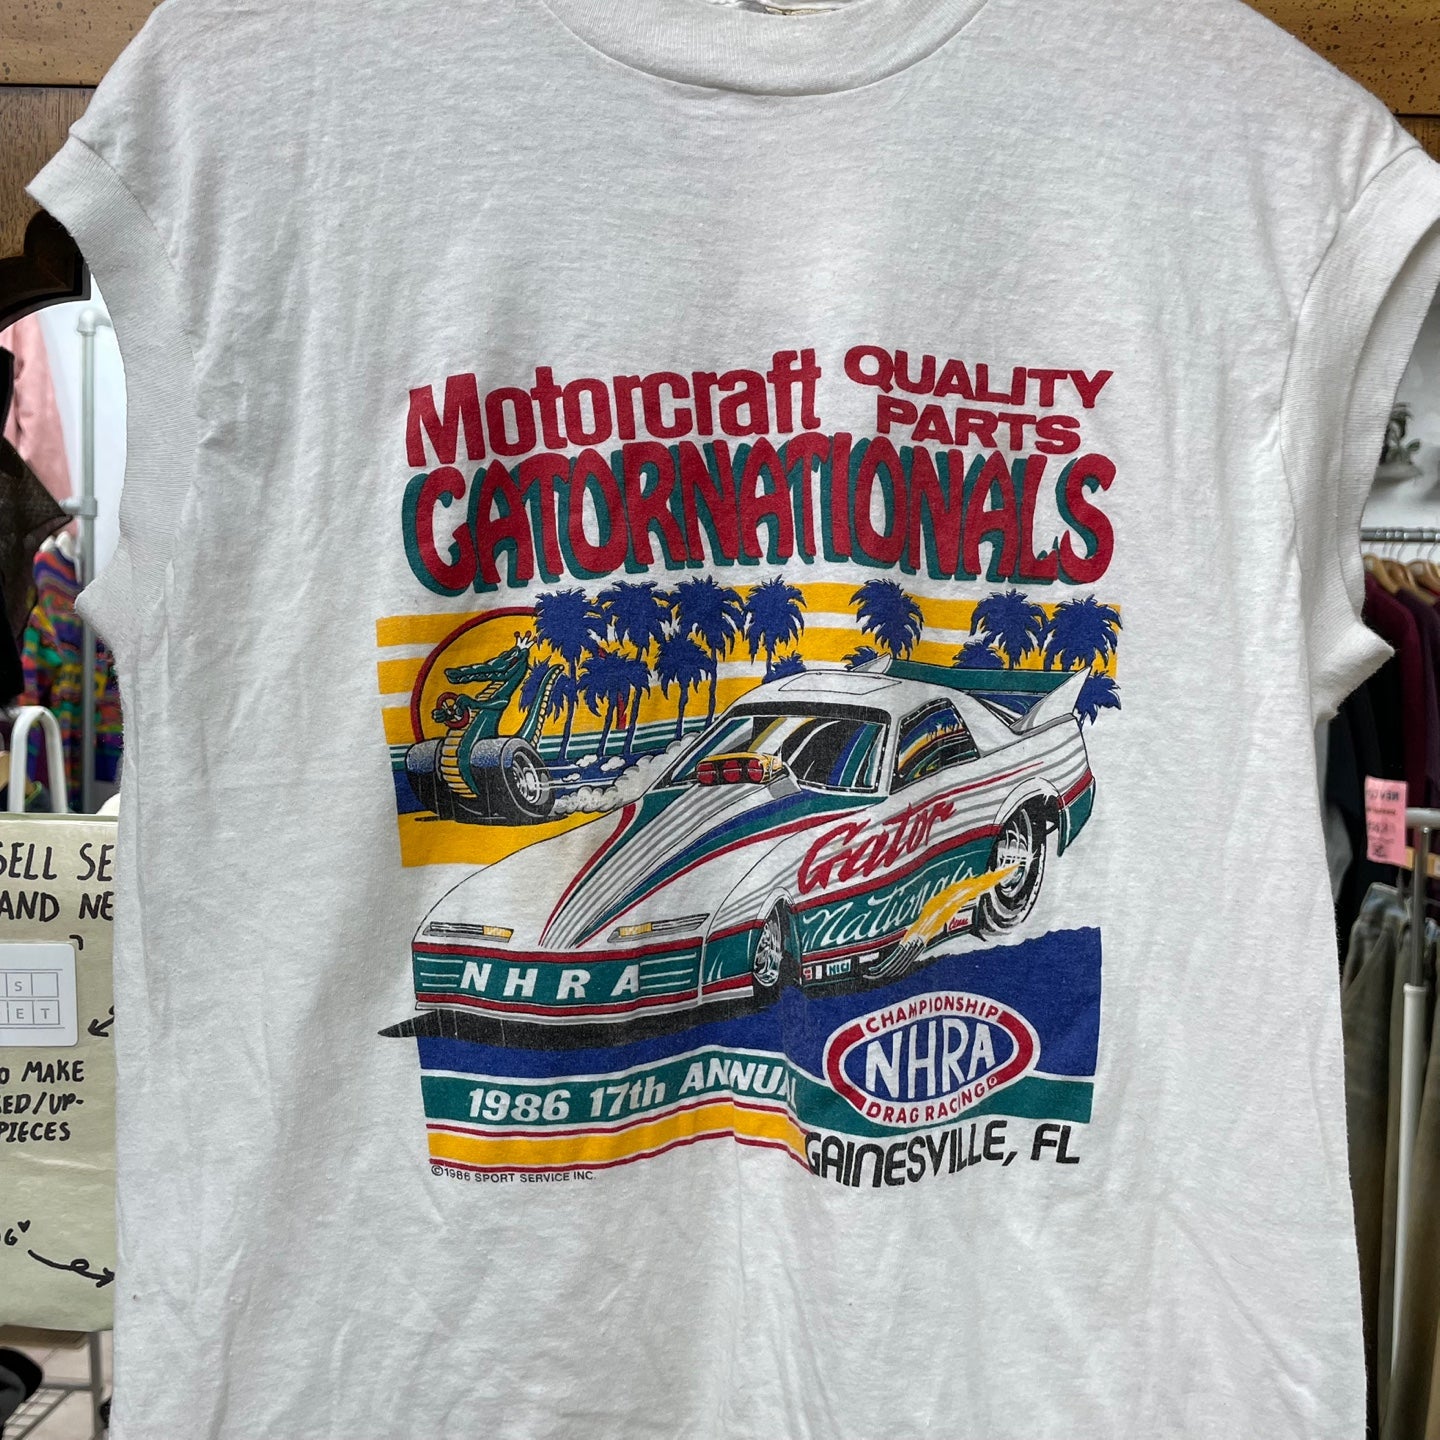 Motorcraft QUALITY PARTS
GATORNATIONALS
Gator
Nationals
NHRA
CHAMPIONSHIP
NHRA
DRAG RACING
1986 17th ANNUAL
GAINESVILLE, FL
©1986 SPORT SERVICE INC.
SELL SE
AND NE
S
E T
O MAKE
ED/UP-
PIECES